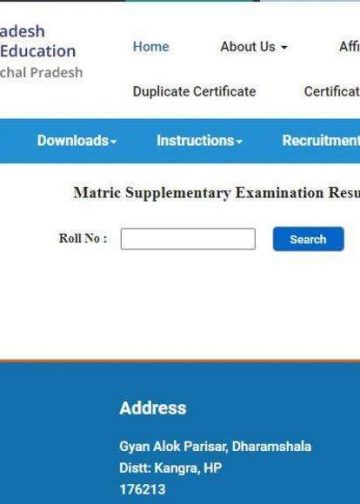 adesh
Education
chal Pradesh
Home About Us Affi
Duplicate Certificate Certificat
Downloads Instructions Recruitment
Matric Supplementary Examination Resu
Roll No :
Search
Address
Gyan Alok Parisar, Dharamshala
Distt: Kangra, HP
176213